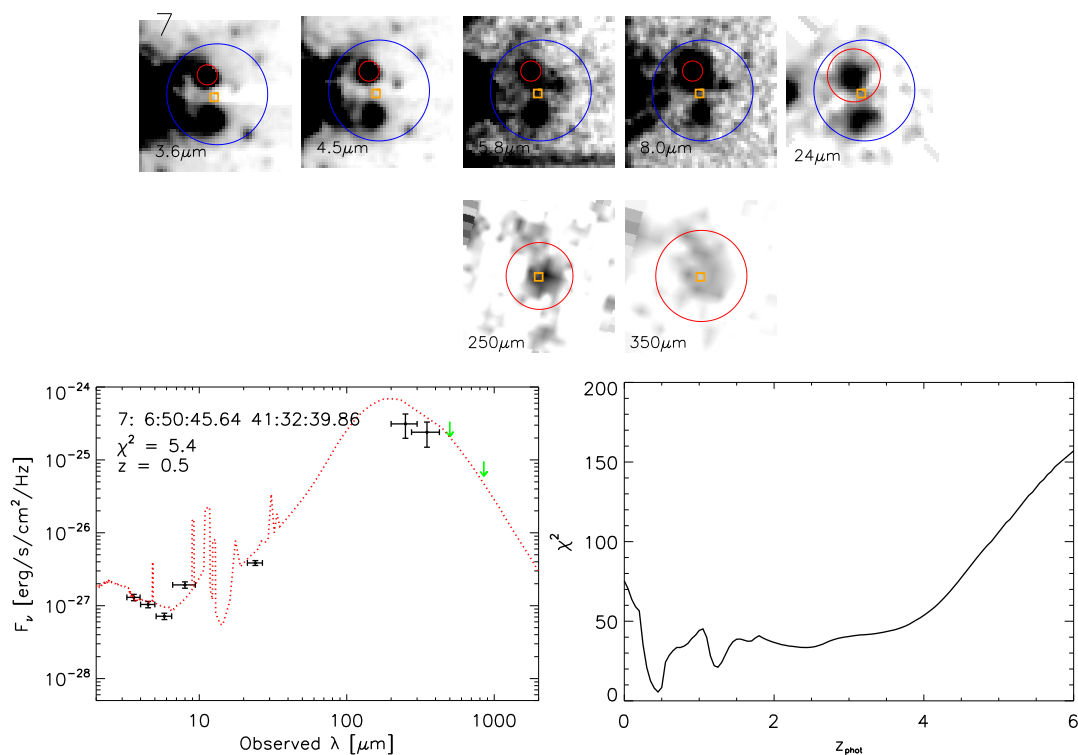 7
3.6μm
4.5μm
5.8μm
8.0μm
24μm
250μm
350μm
10⁻²⁴
10⁻²⁵
10⁻²⁶
10⁻²⁷
10⁻²⁸
F_ν [erg/s/cm²/Hz]
7: 6:50:45.64 41:32:39.86
χ² = 5.4
z = 0.5
10 100 1000
Observed λ [μm]
200
150
100
50
0
χ²
0 2 4 6
z_phot